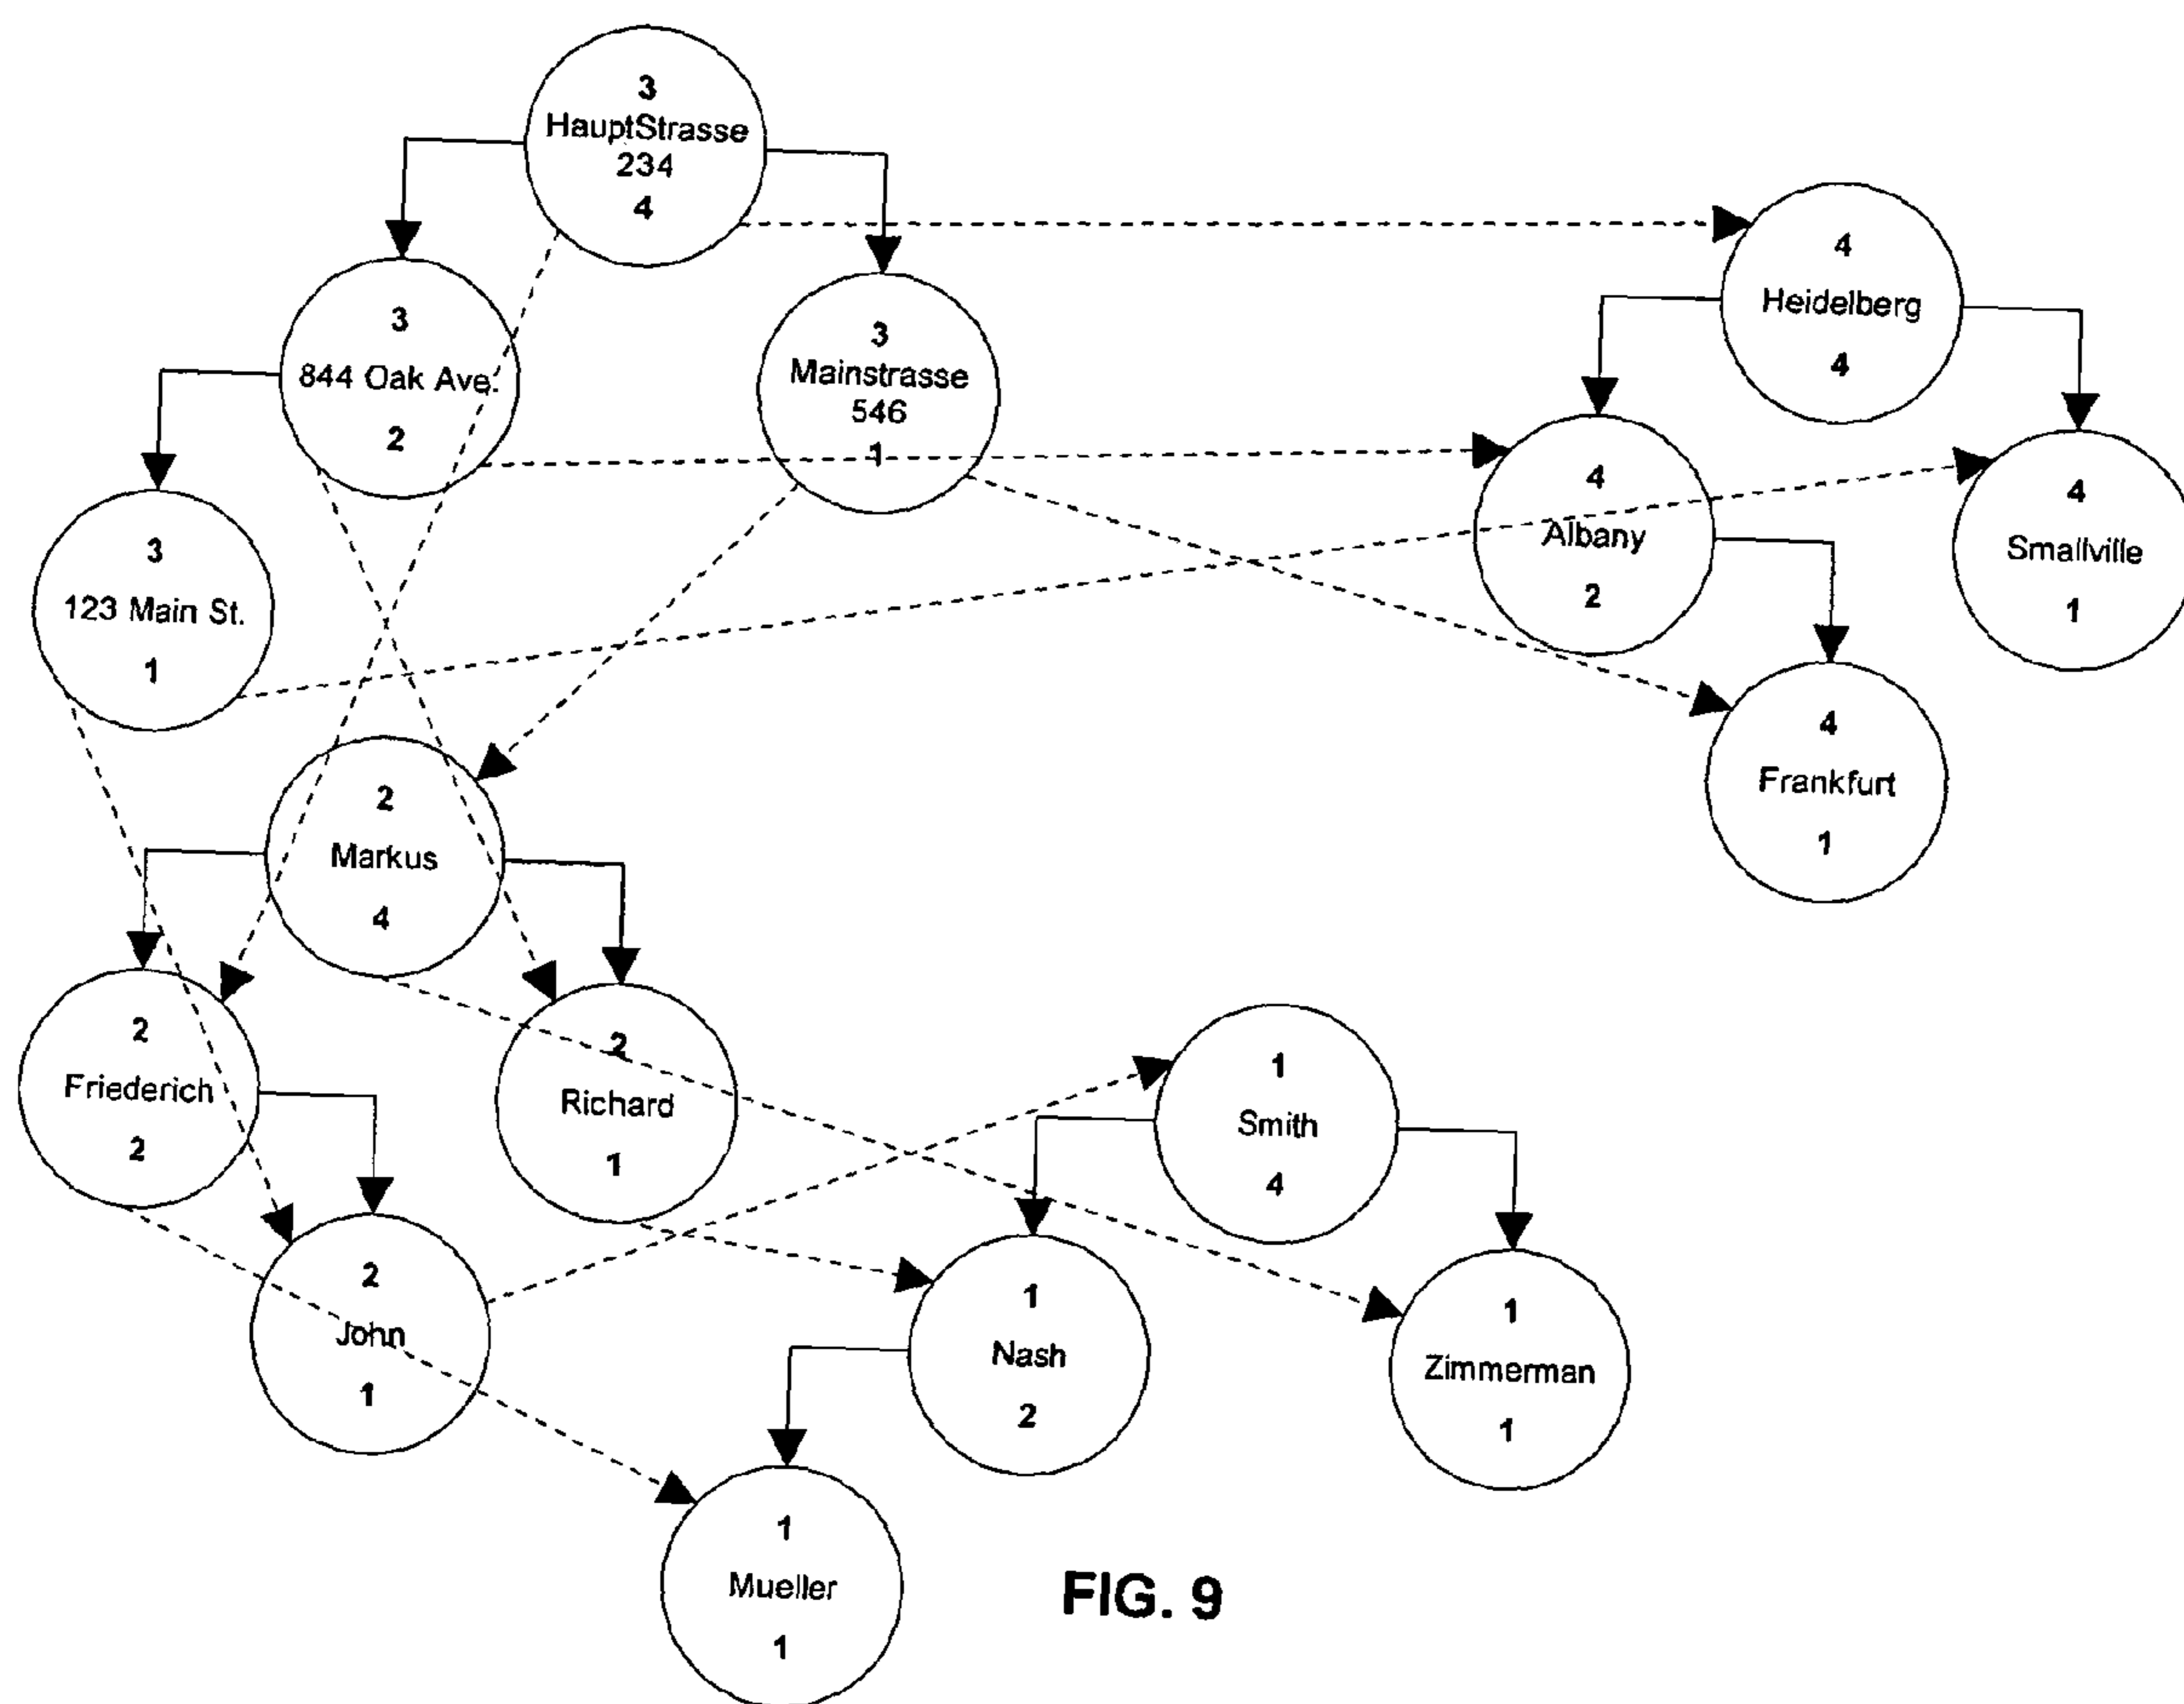 3
HauptStrasse
234
4
4
Heidelberg
4
3
844 Oak Ave.
2
3
Mainstrasse
546
1
4
Albany
2
4
Smallville
1
3
123 Main St.
1
4
Frankfurt
1
2
Markus
4
2
Friederich
2
2
Richard
1
1
Smith
4
2
John
1
1
Nash
2
1
Zimmerman
1
1
Mueller
1
FIG. 9